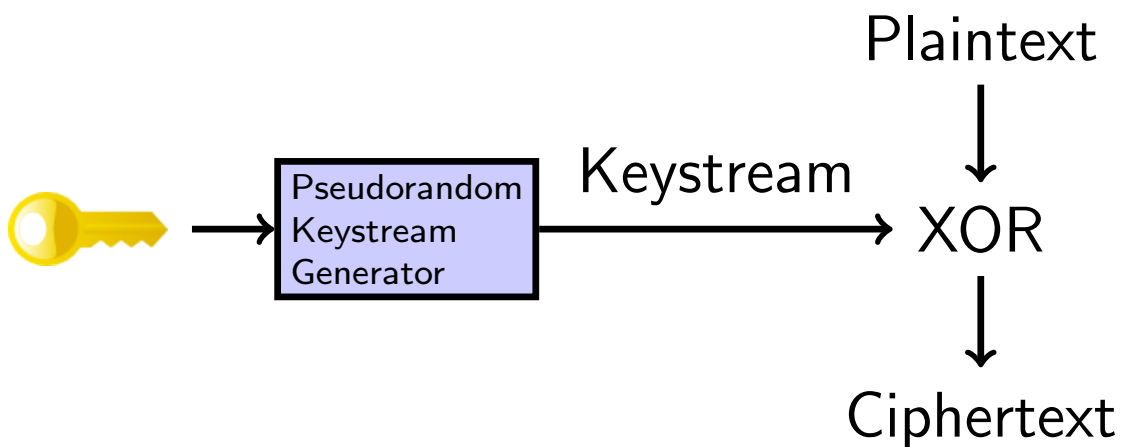 Plaintext
Pseudorandom
Keystream
Generator
Keystream
XOR
Ciphertext